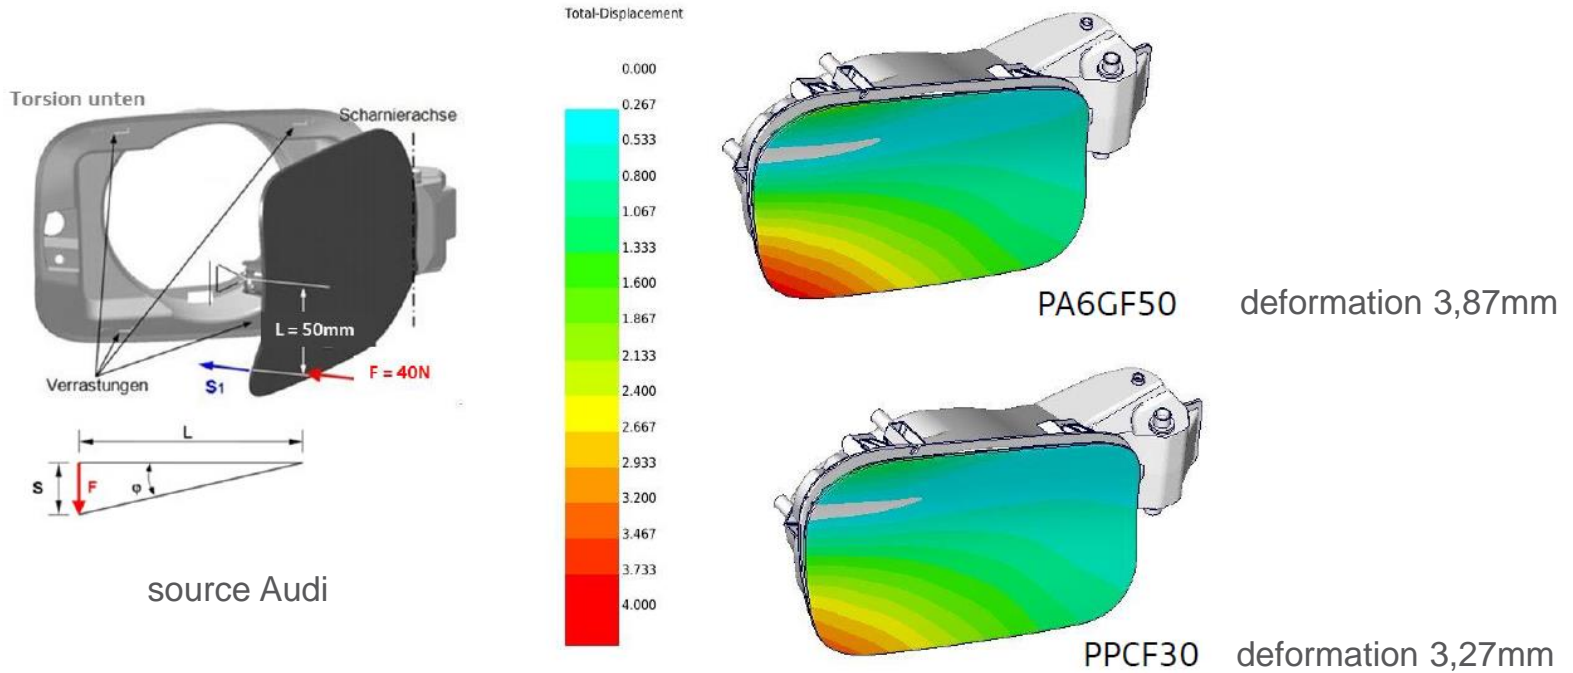 Torsion unten
Scharnierachse
L = 50mm
F = 40N
S1
Verrastungen
L
S
F
φ
source Audi
Total-Displacement
0.000
0.267
0.533
0.800
1.067
1.333
1.600
1.867
2.133
2.400
2.667
2.933
3.200
3.467
3.733
4.000
PA6GF50 deformation 3,87mm
PPCF30 deformation 3,27mm